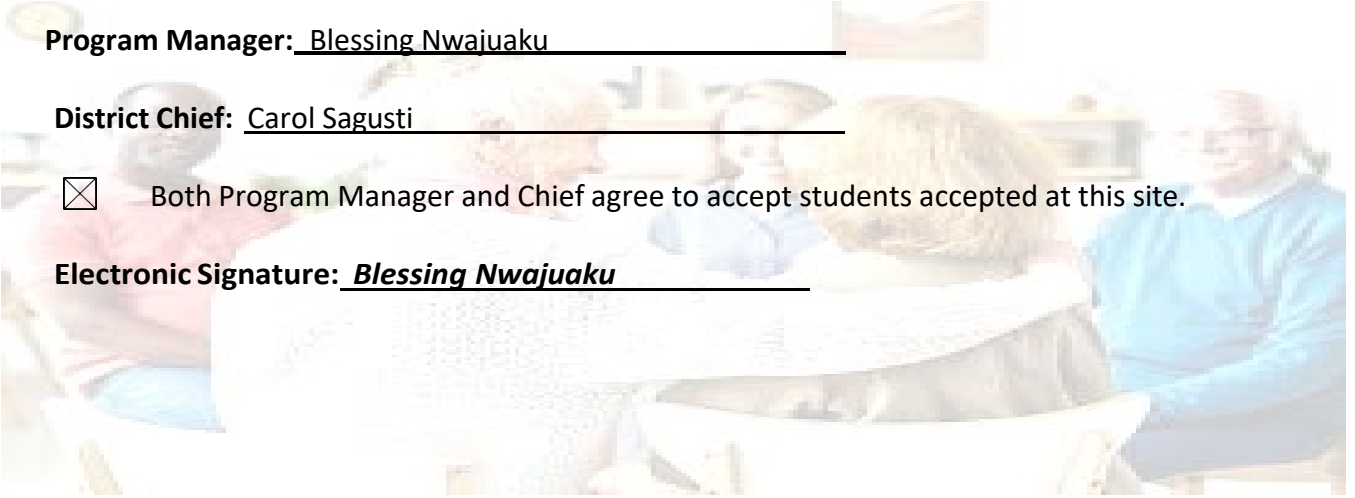 Program Manager: Blessing Nwajuaku
District Chief: Carol Sagusti
☒ Both Program Manager and Chief agree to accept students accepted at this site.
Electronic Signature: Blessing Nwajuaku